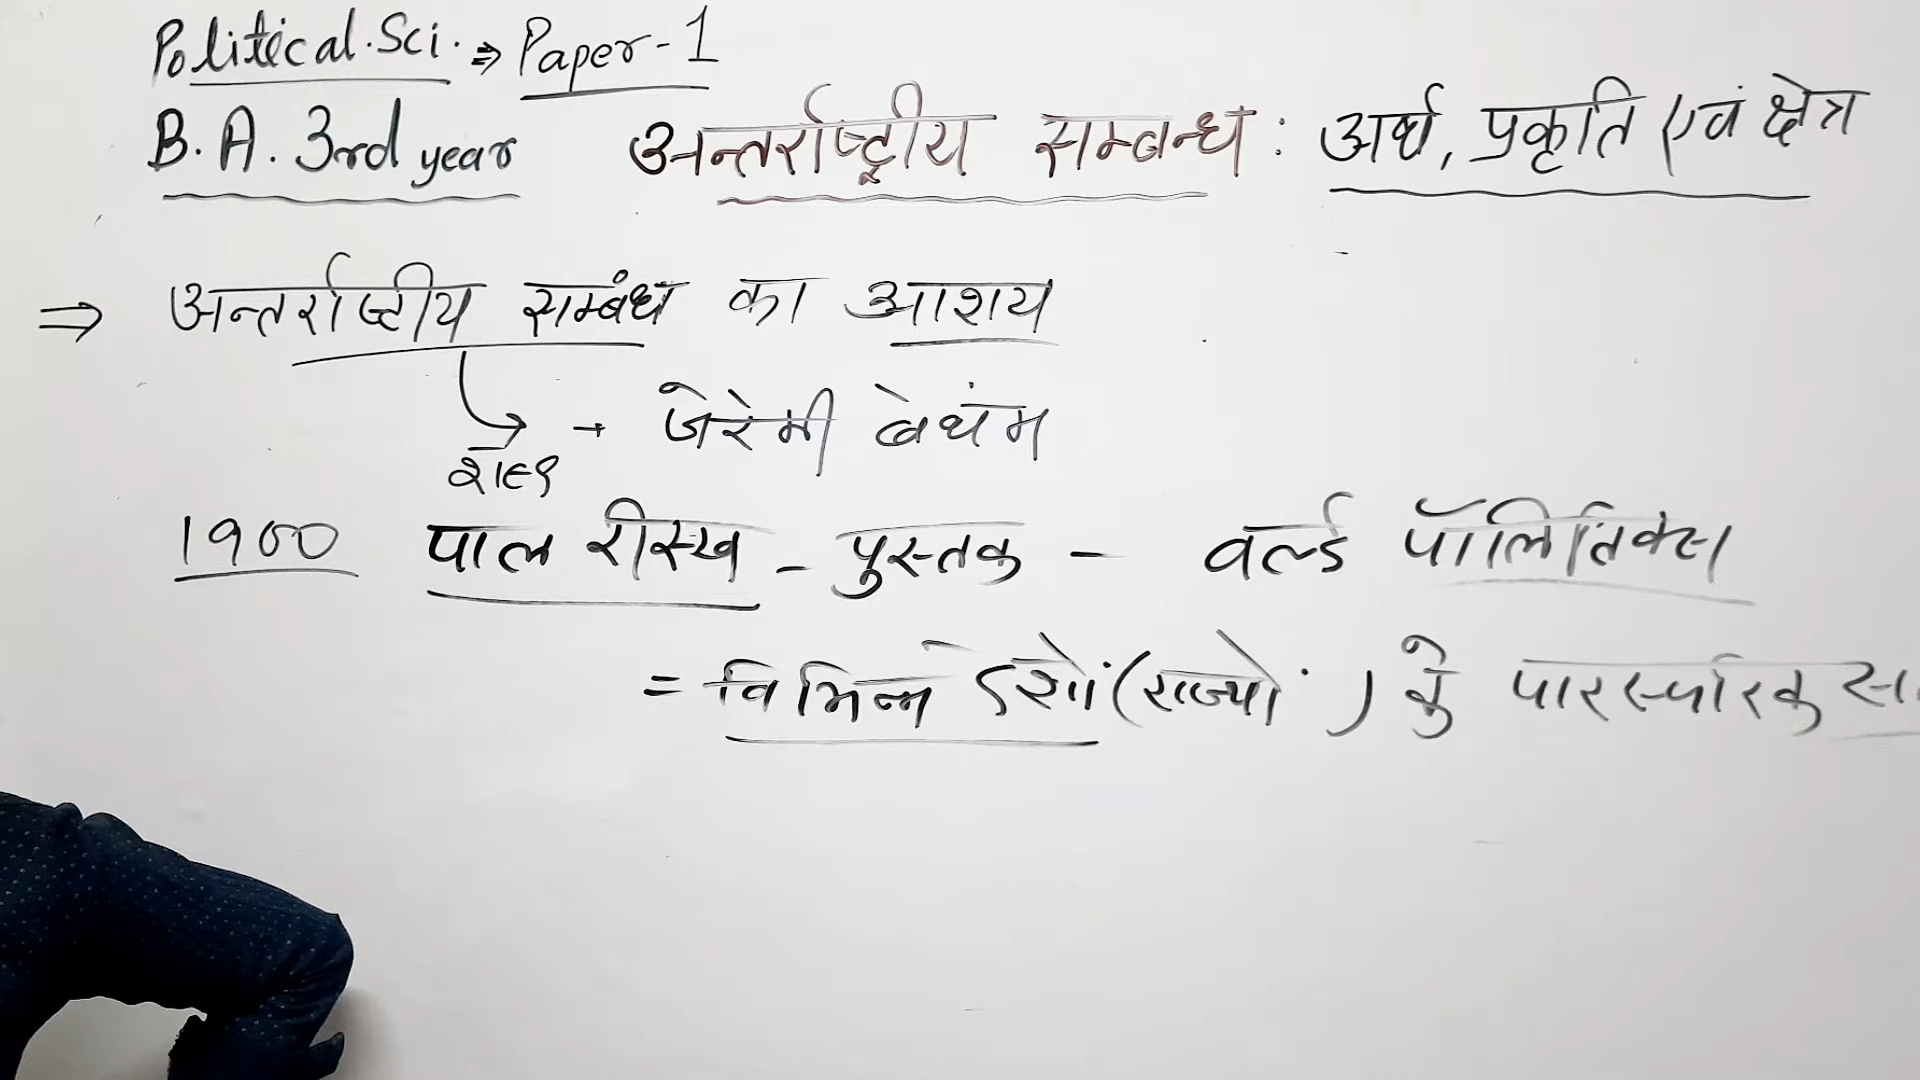 Political.Sci. ⇒ Paper-1
B.A. 3rd year अन्तर्राष्ट्रीय सम्बन्ध : अर्थ, प्रकृति एवं क्षेत्र
⇒ अन्तर्राष्टीय सम्बंध का आशय
→ जेरेमी बेथंम
1900 पाल रीस्ख - पुस्तक - वर्ल्ड पॉलितिक्स
= विभिन्न देशों (राज्यों) के पारस्परिक